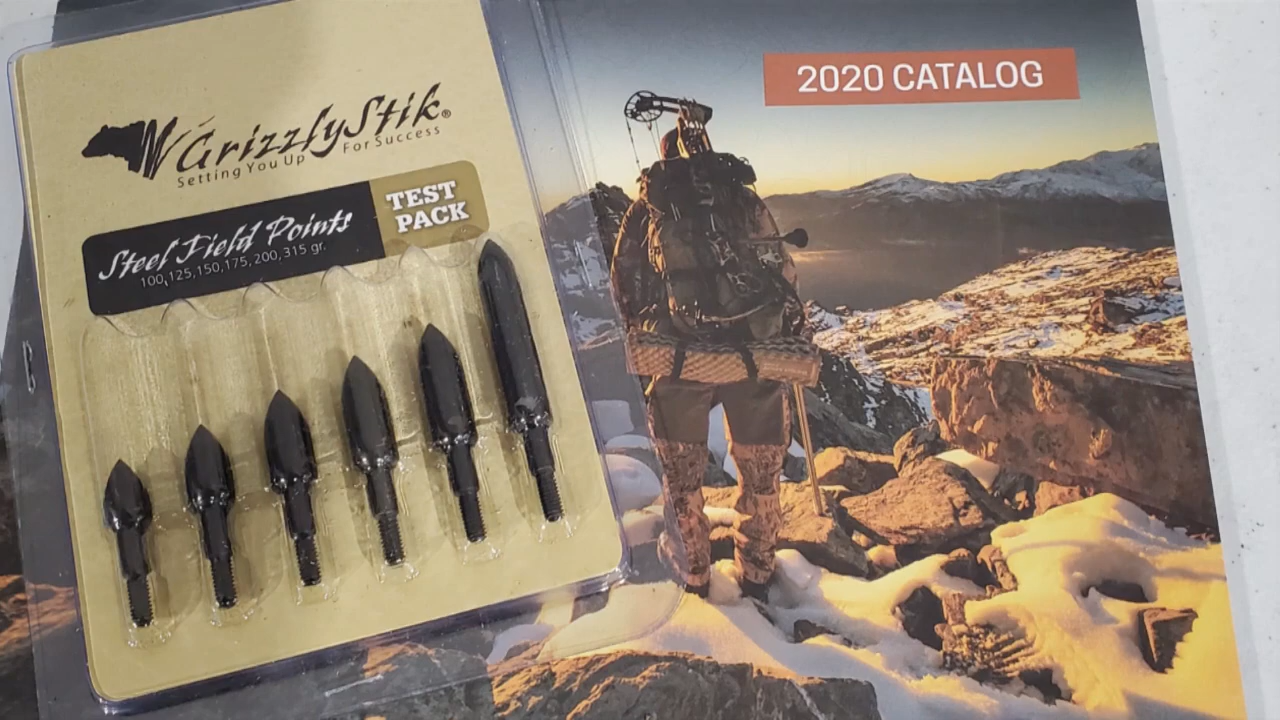 GrizzlyStik®
Setting You Up For Success
Steel Field Points
100,125,150,175,200,315 gr.
TEST
PACK
2020 CATALOG